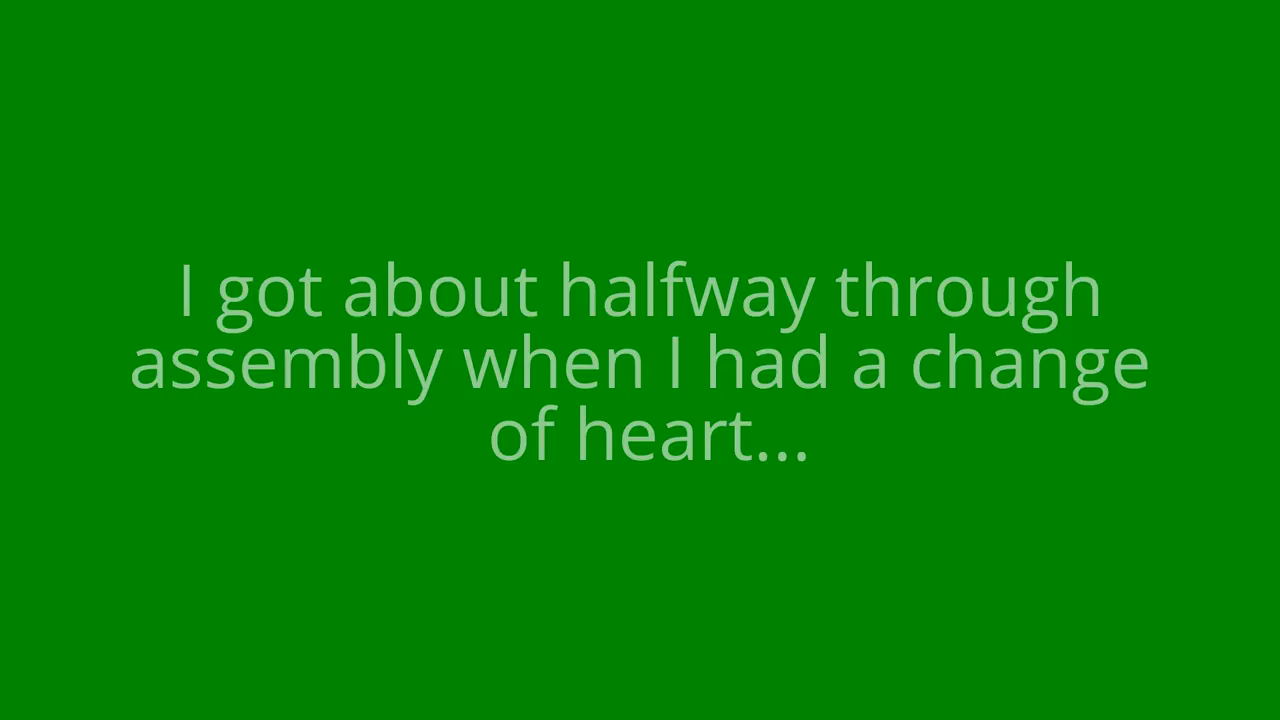 I got about halfway through
assembly when I had a change
of heart...